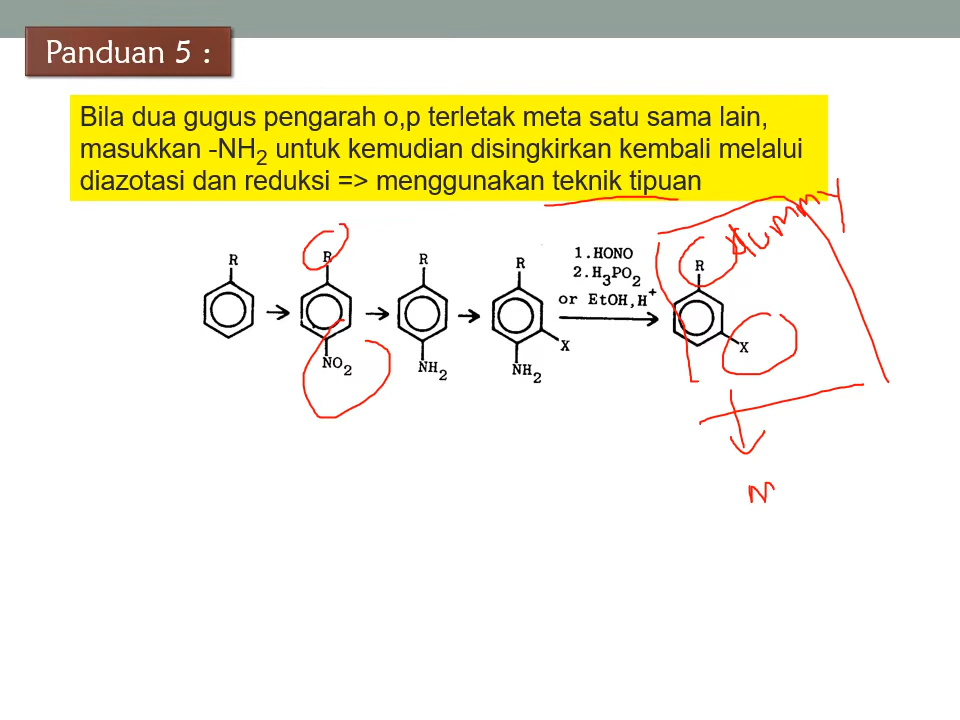 Panduan 5 :
Bila dua gugus pengarah o,p terletak meta satu sama lain,
masukkan -NH2 untuk kemudian disingkirkan kembali melalui
diazotasi dan reduksi => menggunakan teknik tipuan
dummy
1.HONO
2.H3PO2
or EtOH,H+
R
R
R
R
R
X
X
NO2
NH2
NH2
M